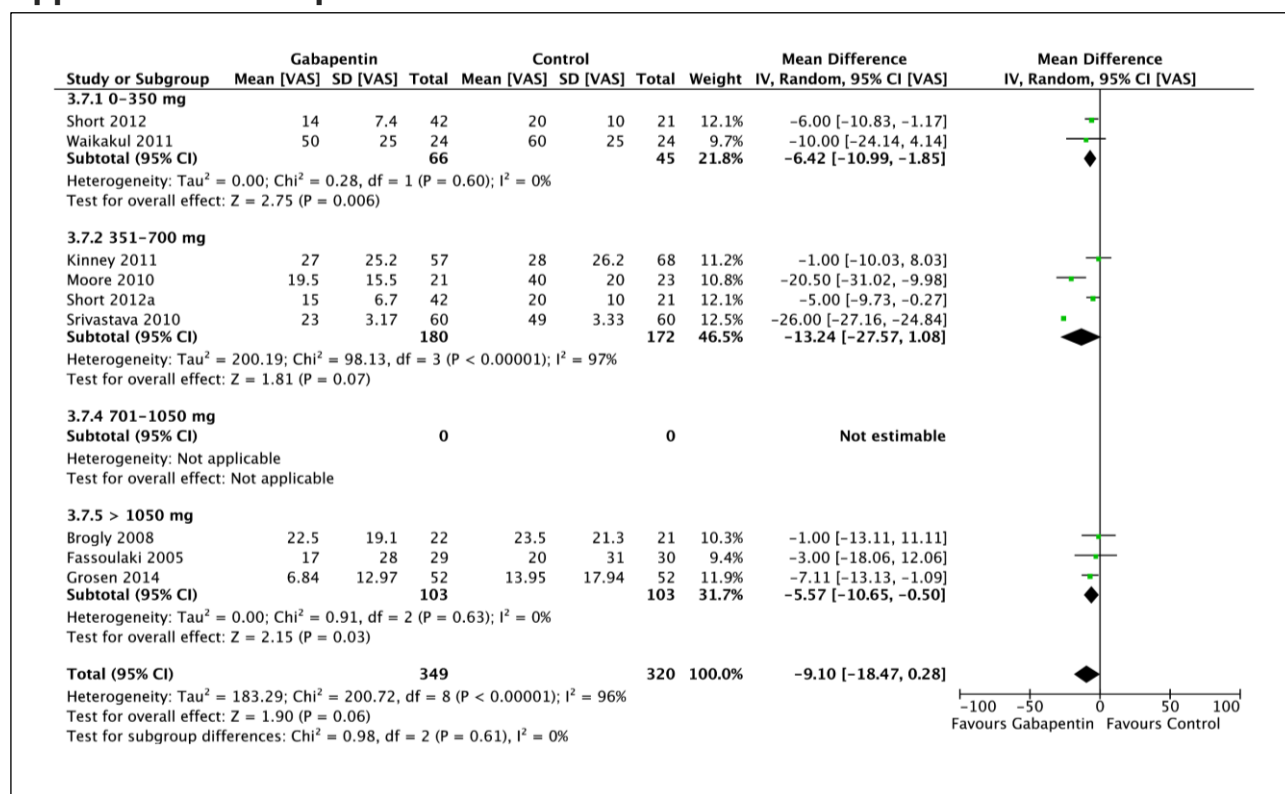 Gabapentin Control Mean Difference Mean Difference
Study or Subgroup Mean [VAS] SD [VAS] Total Mean [VAS] SD [VAS] Total Weight IV, Random, 95% CI [VAS] IV, Random, 95% CI [VAS]
3.7.1 0–350 mg
Short 2012 14 7.4 42 20 10 21 12.1% −6.00 [−10.83, −1.17]
Waikakul 2011 50 25 24 60 25 24 9.7% −10.00 [−24.14, 4.14]
Subtotal (95% CI) 66 45 21.8% −6.42 [−10.99, −1.85]
Heterogeneity: Tau² = 0.00; Chi² = 0.28, df = 1 (P = 0.60); I² = 0%
Test for overall effect: Z = 2.75 (P = 0.006)
3.7.2 351–700 mg
Kinney 2011 27 25.2 57 28 26.2 68 11.2% −1.00 [−10.03, 8.03]
Moore 2010 19.5 15.5 21 40 20 23 10.8% −20.50 [−31.02, −9.98]
Short 2012a 15 6.7 42 20 10 21 12.1% −5.00 [−9.73, −0.27]
Srivastava 2010 23 3.17 60 49 3.33 60 12.5% −26.00 [−27.16, −24.84]
Subtotal (95% CI) 180 172 46.5% −13.24 [−27.57, 1.08]
Heterogeneity: Tau² = 200.19; Chi² = 98.13, df = 3 (P < 0.00001); I² = 97%
Test for overall effect: Z = 1.81 (P = 0.07)
3.7.4 701–1050 mg
Subtotal (95% CI) 0 0 Not estimable
Heterogeneity: Not applicable
Test for overall effect: Not applicable
3.7.5 > 1050 mg
Brogly 2008 22.5 19.1 22 23.5 21.3 21 10.3% −1.00 [−13.11, 11.11]
Fassoulaki 2005 17 28 29 20 31 30 9.4% −3.00 [−18.06, 12.06]
Grosen 2014 6.84 12.97 52 13.95 17.94 52 11.9% −7.11 [−13.13, −1.09]
Subtotal (95% CI) 103 103 31.7% −5.57 [−10.65, −0.50]
Heterogeneity: Tau² = 0.00; Chi² = 0.91, df = 2 (P = 0.63); I² = 0%
Test for overall effect: Z = 2.15 (P = 0.03)
Total (95% CI) 349 320 100.0% −9.10 [−18.47, 0.28]
Heterogeneity: Tau² = 183.29; Chi² = 200.72, df = 8 (P < 0.00001); I² = 96%
Test for overall effect: Z = 1.90 (P = 0.06)
Test for subgroup differences: Chi² = 0.98, df = 2 (P = 0.61), I² = 0%
−100 −50 0 50 100
Favours Gabapentin Favours Control